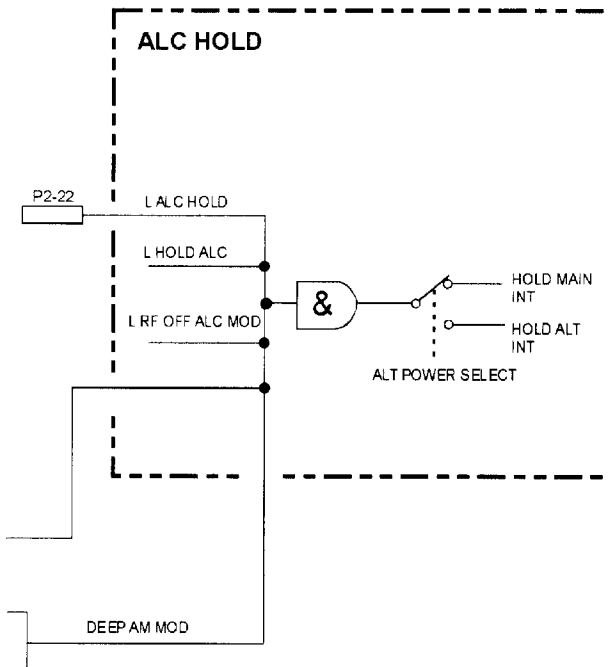 ALC HOLD
P2-22
L ALC HOLD
L HOLD ALC
L RF OFF ALC MOD
&
HOLD MAIN
INT
HOLD ALT
INT
ALT POWER SELECT
DEEP AM MOD